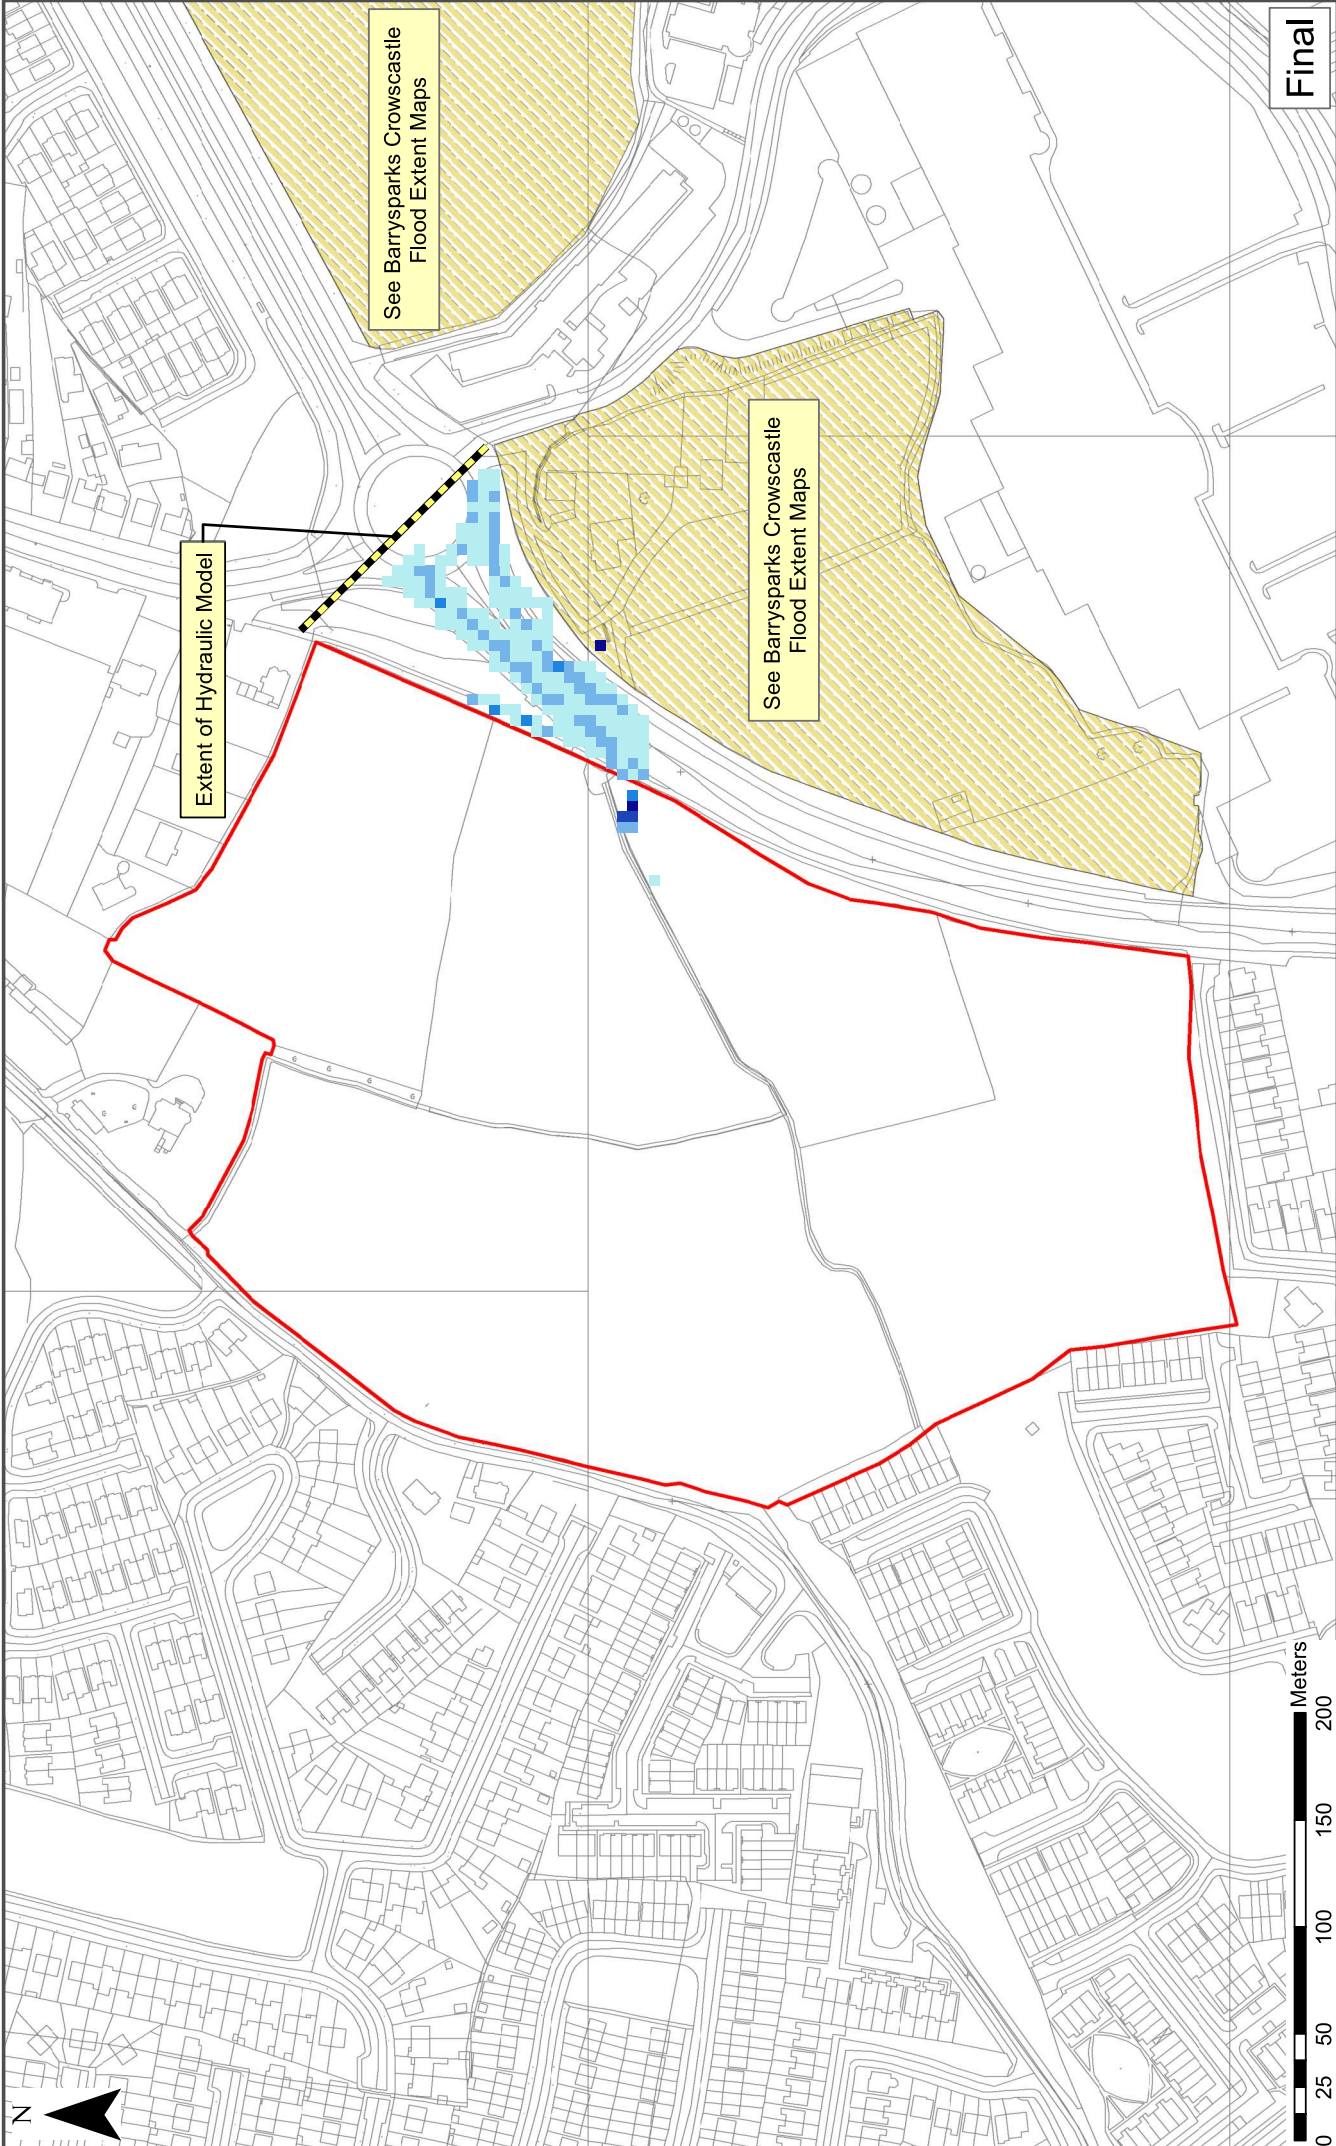 See Barrysparks Crowscastle
Flood Extent Maps
Final
Extent of Hydraulic Model
See Barrysparks Crowscastle
Flood Extent Maps
N
Meters
0 25 50 100 150 200